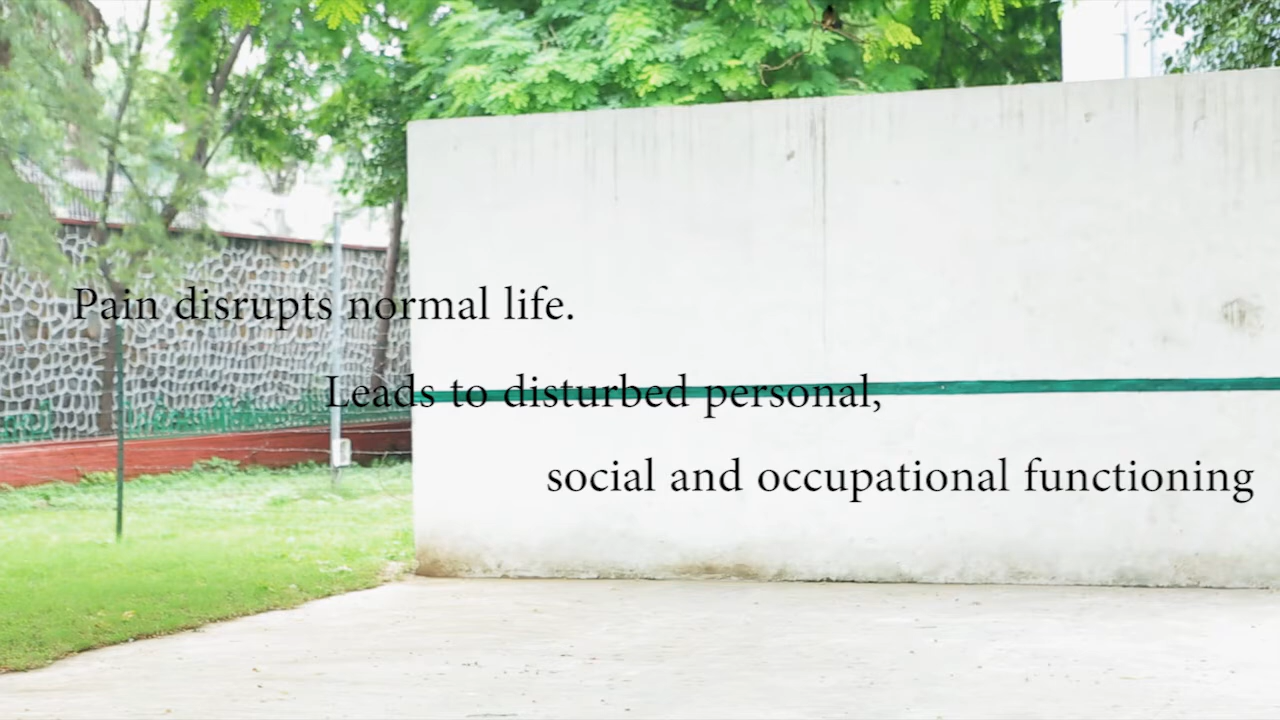 Pain disrupts normal life.
Leads to disturbed personal,
social and occupational functioning